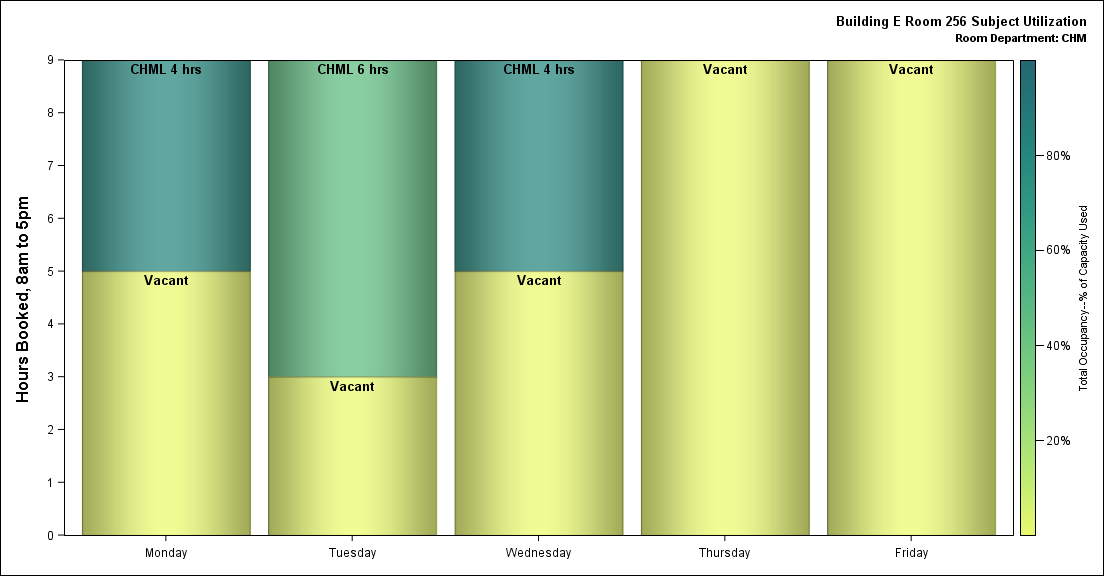 Building E Room 256 Subject Utilization
Room Department: CHM
Hours Booked, 8am to 5pm
9
8
7
6
5
4
3
2
1
0
CHML 4 hrs
Vacant
CHML 6 hrs
Vacant
CHML 4 hrs
Vacant
Vacant
Vacant
Monday
Tuesday
Wednesday
Thursday
Friday
80%
60%
40%
20%
Total Occupancy--% of Capacity Used